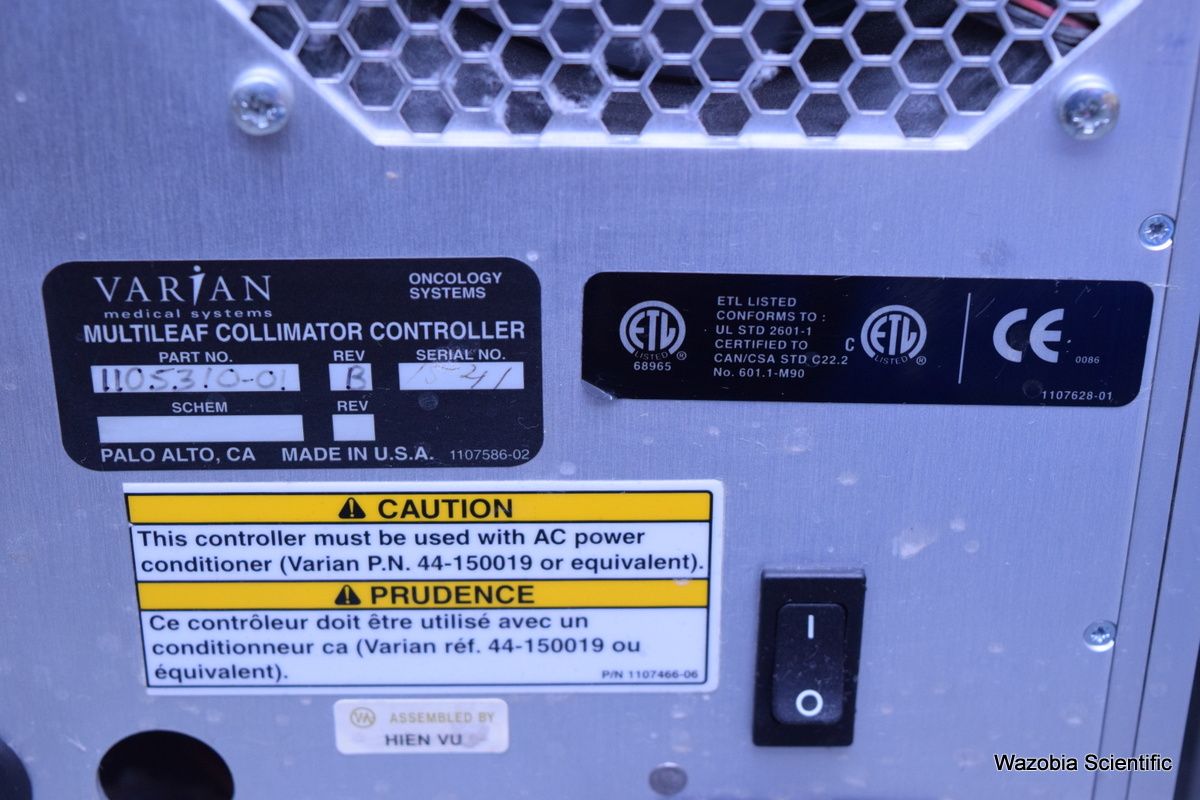 VARIAN
medical systems
ONCOLOGY
SYSTEMS
MULTILEAF COLLIMATOR CONTROLLER
PART NO. REV SERIAL NO.
1105310-01 B
SCHEM REV
PALO ALTO, CA MADE IN U.S.A. 1107586-02
ETL
LISTED
®
68965
ETL LISTED
CONFORMS TO :
UL STD 2601-1
CERTIFIED TO
CAN/CSA STD C22.2
No. 601.1-M90
C ETL
LISTED
®
CE
0086
1107628-01
CAUTION
This controller must be used with AC power
conditioner (Varian P.N. 44-150019 or equivalent).
PRUDENCE
Ce contrôleur doit être utilisé avec un
conditionneur ca (Varian réf. 44-150019 ou
équivalent).
P/N 1107466-06
VA ASSEMBLED BY
HIEN VU
I
O
Wazobia Scientific